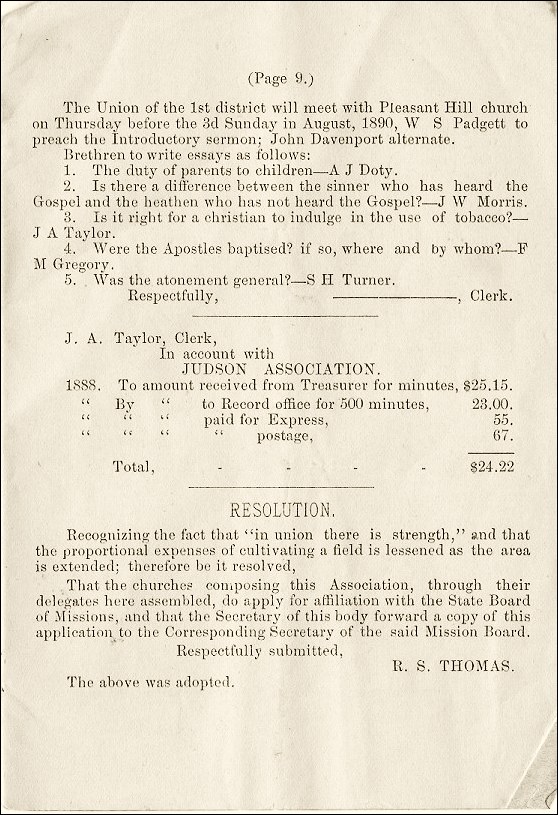 (Page 9.)
The Union of the 1st district will meet with Pleasant Hill church
on Thursday before the 3d Sunday in August, 1890, W S Padgett to
preach the Introductory sermon; John Davenport alternate.
Brethren to write essays as follows:
1. The duty of parents to children—A J Doty.
2. Is there a difference between the sinner who has heard the
Gospel and the heathen who has not heard the Gospel?—J W Morris.
3. Is it right for a christian to indulge in the use of tobacco?—
J A Taylor.
4. Were the Apostles baptised? if so, where and by whom?—F
M Gregory.
5. Was the atonement general?—S H Turner.
Respectfully, ————————, Clerk.
J. A. Taylor, Clerk,
In account with
JUDSON ASSOCIATION.
1888. To amount received from Treasurer for minutes, $25.15.
“ By “ to Record office for 500 minutes, 23.00.
“ “ “ paid for Express, 55.
“ “ “ “ postage, 67.
Total, - - - - $24.22
RESOLUTION.
Recognizing the fact that “in union there is strength,” and that
the proportional expenses of cultivating a field is lessened as the area
is extended; therefore be it resolved,
That the churches composing this Association, through their
delegates here assembled, do apply for affiliation with the State Board
of Missions, and that the Secretary of this body forward a copy of this
application to the Corresponding Secretary of the said Mission Board.
Respectfully submitted,
R. S. THOMAS.
The above was adopted.